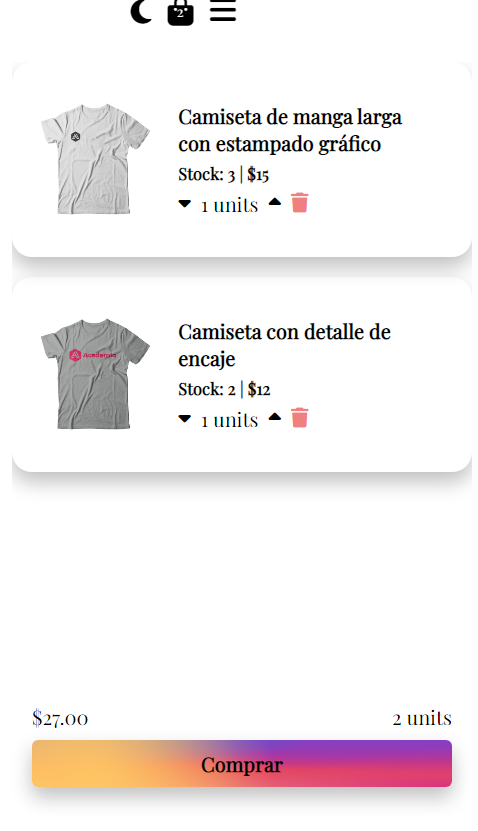 2
Camiseta de manga larga
con estampado gráfico
Stock: 3 | $15
1 units
Camiseta con detalle de
encaje
Academlo
Stock: 2 | $12
1 units
$27.00 2 units
Comprar